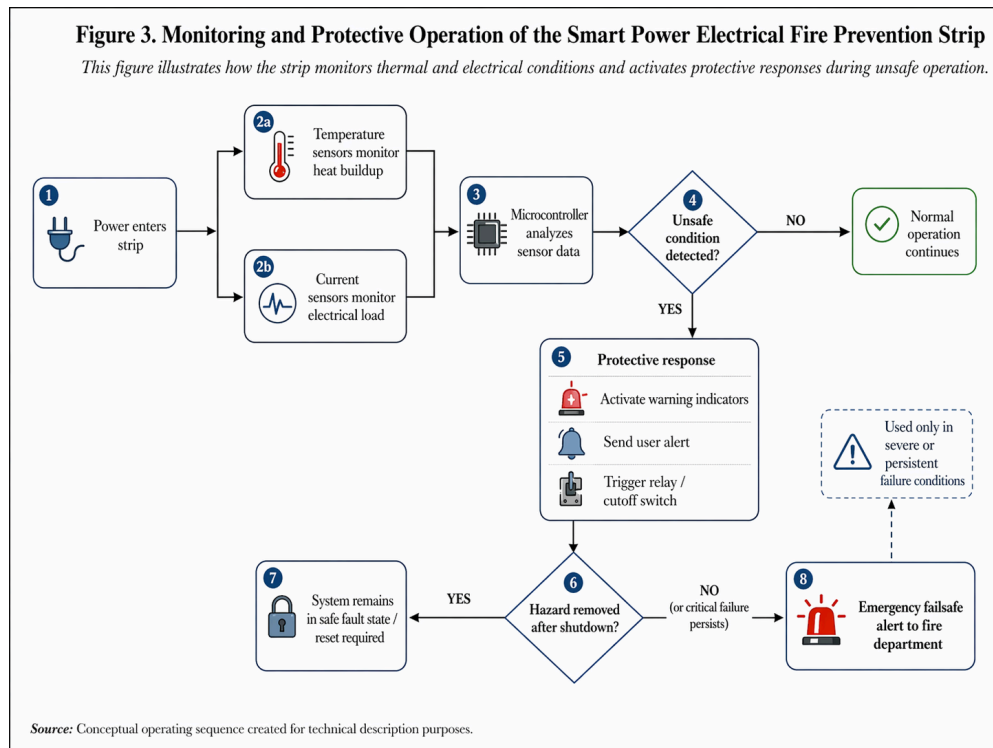 Figure 3. Monitoring and Protective Operation of the Smart Power Electrical Fire Prevention Strip
This figure illustrates how the strip monitors thermal and electrical conditions and activates protective responses during unsafe operation.
1
Power enters
strip
2a
Temperature
sensors monitor
heat buildup
2b
Current
sensors monitor
electrical load
3
Microcontroller
analyzes
sensor data
4
Unsafe
condition
detected?
NO
Normal
operation
continues
YES
5
Protective response
Activate warning indicators
Send user alert
Trigger relay /
cutoff switch
Used only in
severe or
persistent
failure conditions
6
Hazard removed
after shutdown?
YES
7
System remains
in safe fault state /
reset required
NO
(or critical failure
persists)
8
Emergency failsafe
alert to fire
department
Source: Conceptual operating sequence created for technical description purposes.